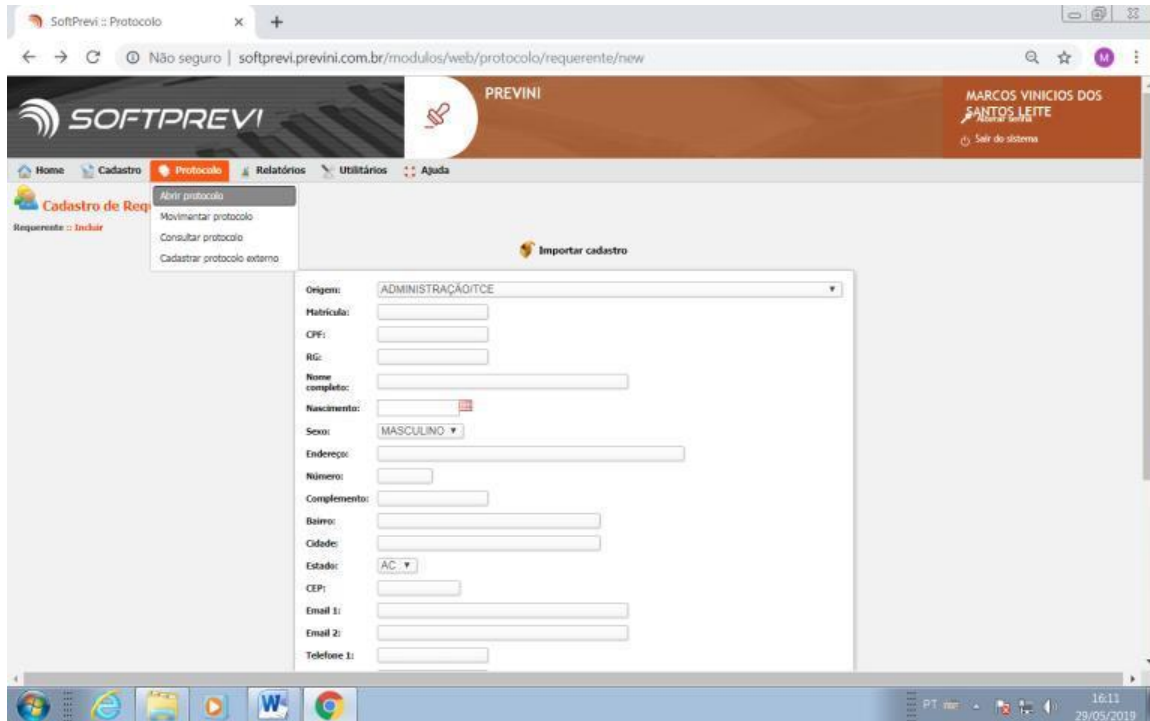 SoftPrevi :: Protocolo
Não seguro | softprevi.previni.com.br/modulos/web/protocolo/requerente/new
M
SOFTPREVI
PREVINI
MARCOS VINICIOS DOS SANTOS LEITE
Alterar senha
Sair do sistema
Home Cadastro Protocolo Relatórios Utilitários Ajuda
Cadastro de Req
Requerente :: Incluir
Abrir protocolo
Movimentar protocolo
Consultar protocolo
Cadastrar protocolo externo
Importar cadastro
Origem: ADMINISTRAÇÃO/TCE
Matrícula:
CPF:
RG:
Nome completo:
Nascimento:
Sexo: MASCULINO
Endereço:
Número:
Complemento:
Bairro:
Cidade:
Estado: AC
CEP:
Email 1:
Email 2:
Telefone 1:
PT
16:11
29/05/2019